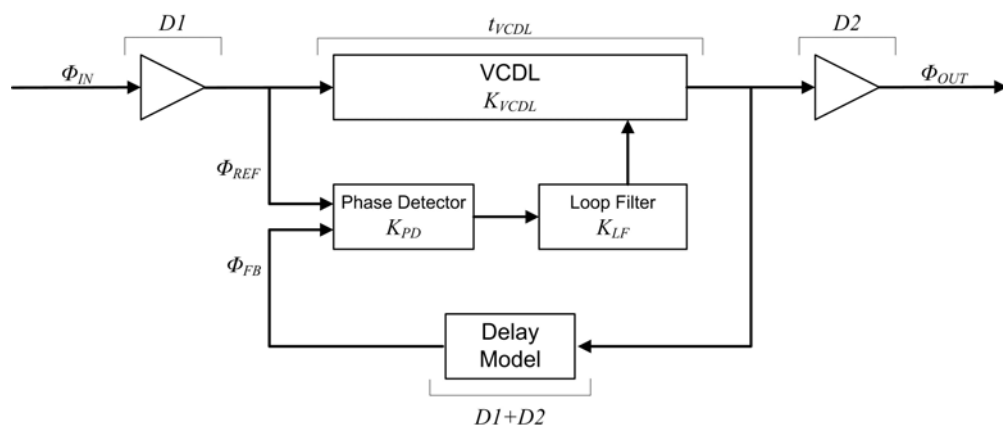 D1
t_VCDL
D2
Φ_IN
VCDL
K_VCDL
Φ_OUT
Φ_REF
Phase Detector
K_PD
Loop Filter
K_LF
Φ_FB
Delay
Model
D1+D2